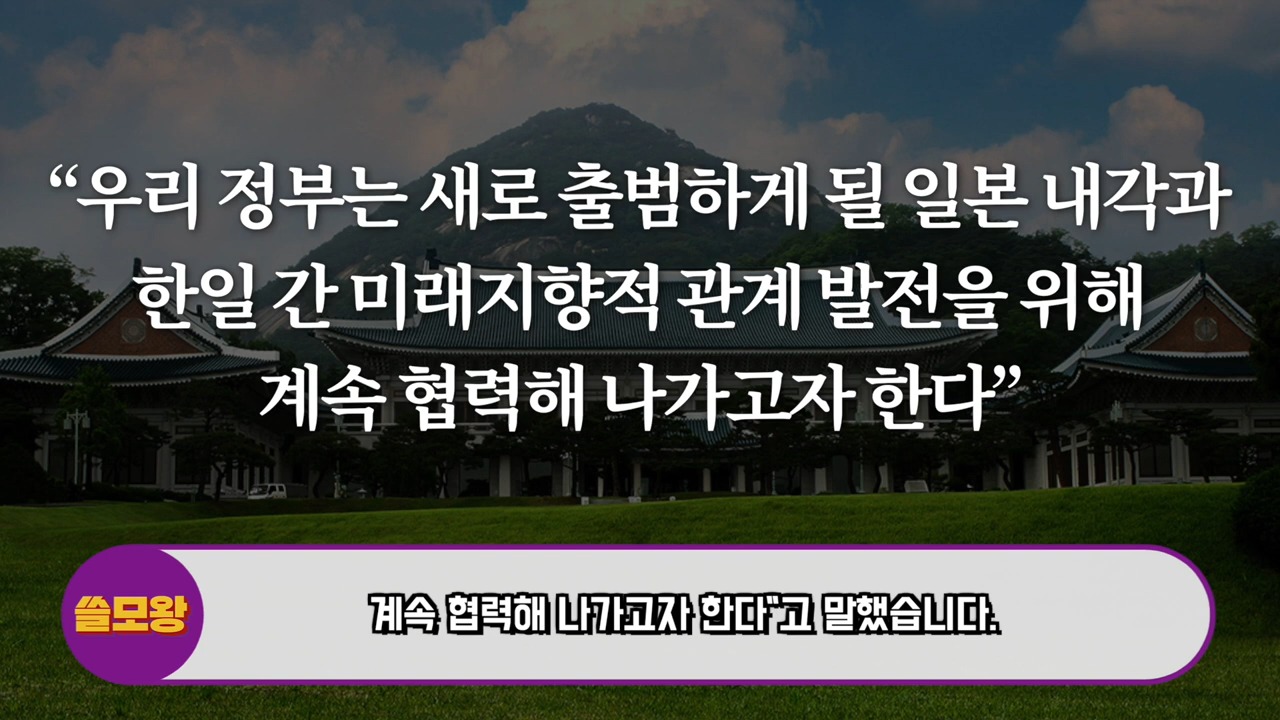 “우리 정부는 새로 출범하게 될 일본 내각과
한일 간 미래지향적 관계 발전을 위해
계속 협력해 나가고자 한다”
쓸모왕
계속 협력해 나가고자 한다"고 말했습니다.